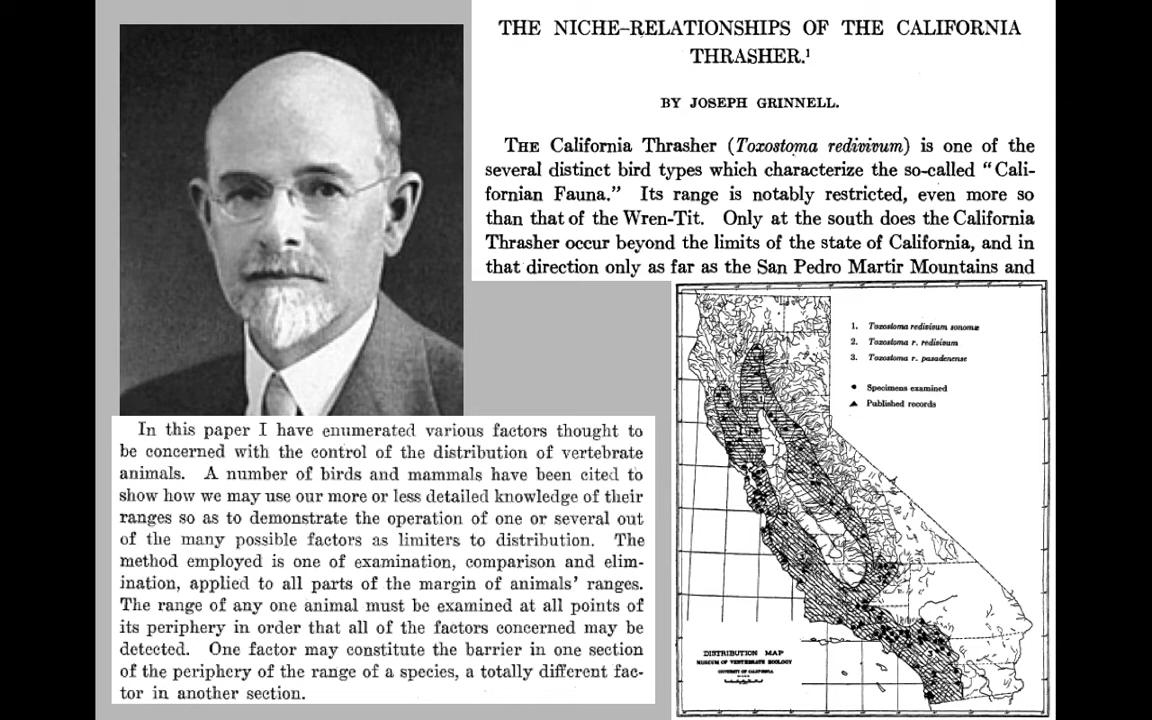 THE NICHE–RELATIONSHIPS OF THE CALIFORNIA
THRASHER.¹
BY JOSEPH GRINNELL.
THE California Thrasher (Toxostoma redivivum) is one of the
several distinct bird types which characterize the so-called “Cali-
fornian Fauna.” Its range is notably restricted, even more so
than that of the Wren-Tit. Only at the south does the California
Thrasher occur beyond the limits of the state of California, and in
that direction only as far as the San Pedro Martir Mountains and
In this paper I have enumerated various factors thought to
be concerned with the control of the distribution of vertebrate
animals. A number of birds and mammals have been cited to
show how we may use our more or less detailed knowledge of their
ranges so as to demonstrate the operation of one or several out
of the many possible factors as limiters to distribution. The
method employed is one of examination, comparison and elim-
ination, applied to all parts of the margin of animals’ ranges.
The range of any one animal must be examined at all points of
its periphery in order that all of the factors concerned may be
detected. One factor may constitute the barrier in one section
of the periphery of the range of a species, a totally different fac-
tor in another section.
1. Toxostoma redivivum sonomæ
2. Toxostoma r. redivivum
3. Toxostoma r. pasadenense
Specimens examined
Published records
DISTRIBUTION MAP
MUSEUM OF VERTEBRATE ZOOLOGY
UNIVERSITY OF CALIFORNIA